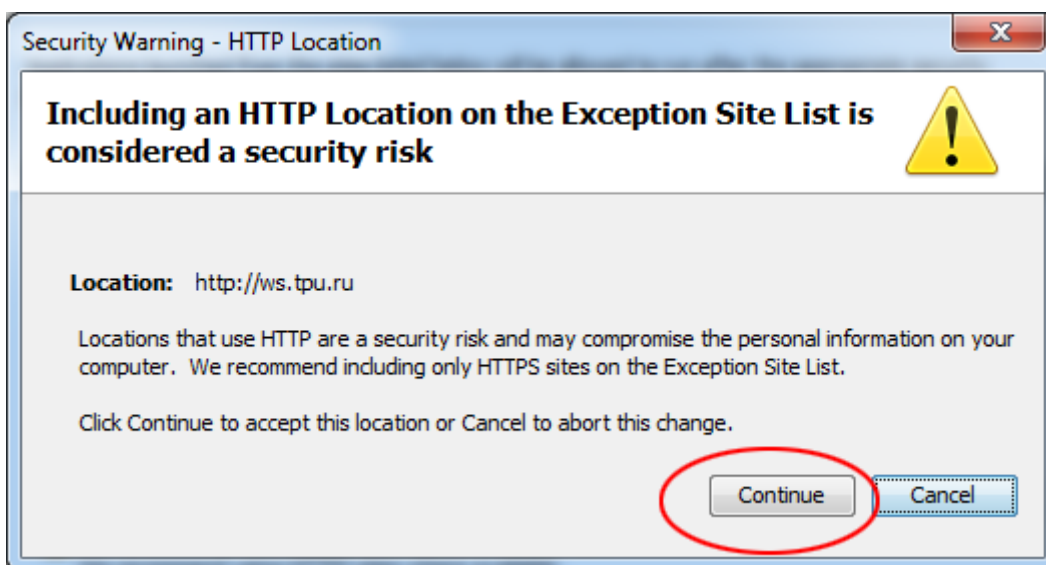 Security Warning - HTTP Location
Including an HTTP Location on the Exception Site List is
considered a security risk
Location: http://ws.tpu.ru
Locations that use HTTP are a security risk and may compromise the personal information on your
computer. We recommend including only HTTPS sites on the Exception Site List.
Click Continue to accept this location or Cancel to abort this change.
Continue Cancel